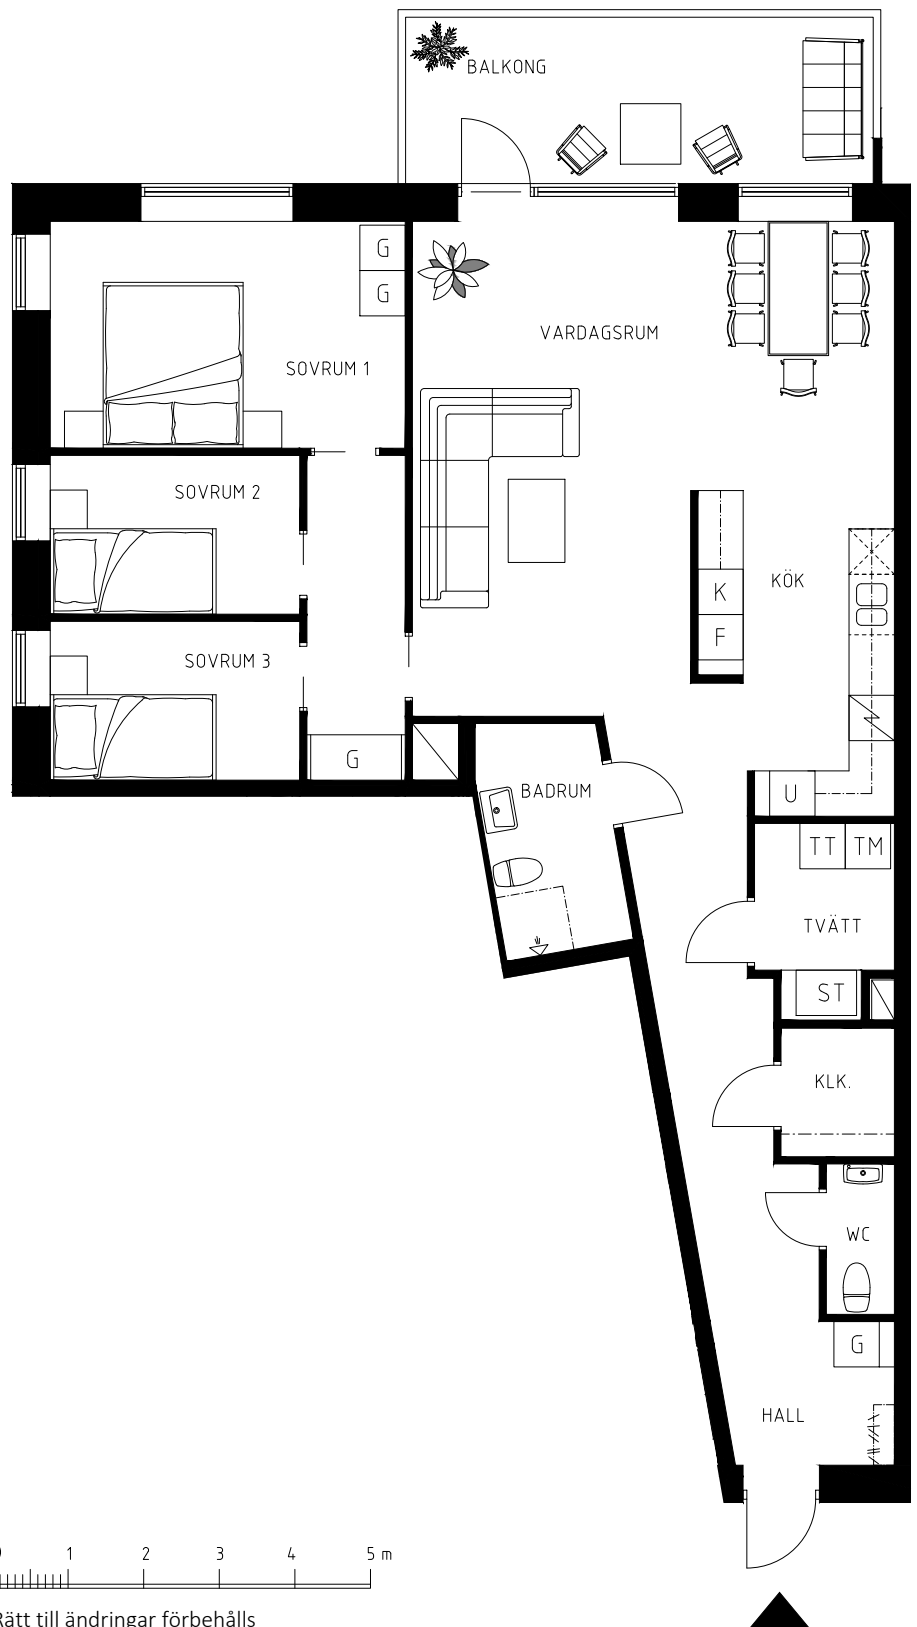 BALKONG
G
G
VARDAGSRUM
SOVRUM 1
SOVRUM 2
KÖK
K
F
SOVRUM 3
G
BADRUM
U
TT TM
TVÄTT
ST
KLK.
WC
G
HALL
1 2 3 4 5 m
Rätt till ändringar förbehålls